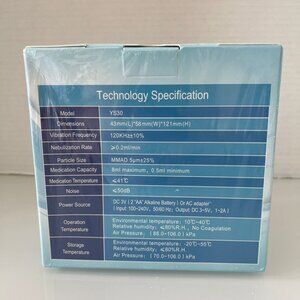 Technology Specification
Model YS30
Dimensions 43mm(L)*56mm(W)*121mm(H)
Vibration Frequency 120KHz±10%
Nebulization Rate ≥0.2ml/min
Particle Size MMAD 5μm±25%
Medication Capacity 8ml maximum, 0.5ml minimum
Medication Temperature ≤41℃
Noise ≤50dB
Power Source DC 3V ( 2 "AA" Alkaline Battery ) Or AC adapter
( Input: 100~240V, 50/60 Hz; Output: DC 3~5V, 1~2A )
Operation Temperature Environmental temperature: 10℃~40℃
Relative humidity: ≤80%R.H, No Coagulation
Air Pressure: ( 86.0~106.0 ) kPa
Storage Temperature Environmental temperature: -20℃~55℃
Relative humidity: ≤80%R.H.
Air Pressure: ( 70.0~106.0 ) kPa